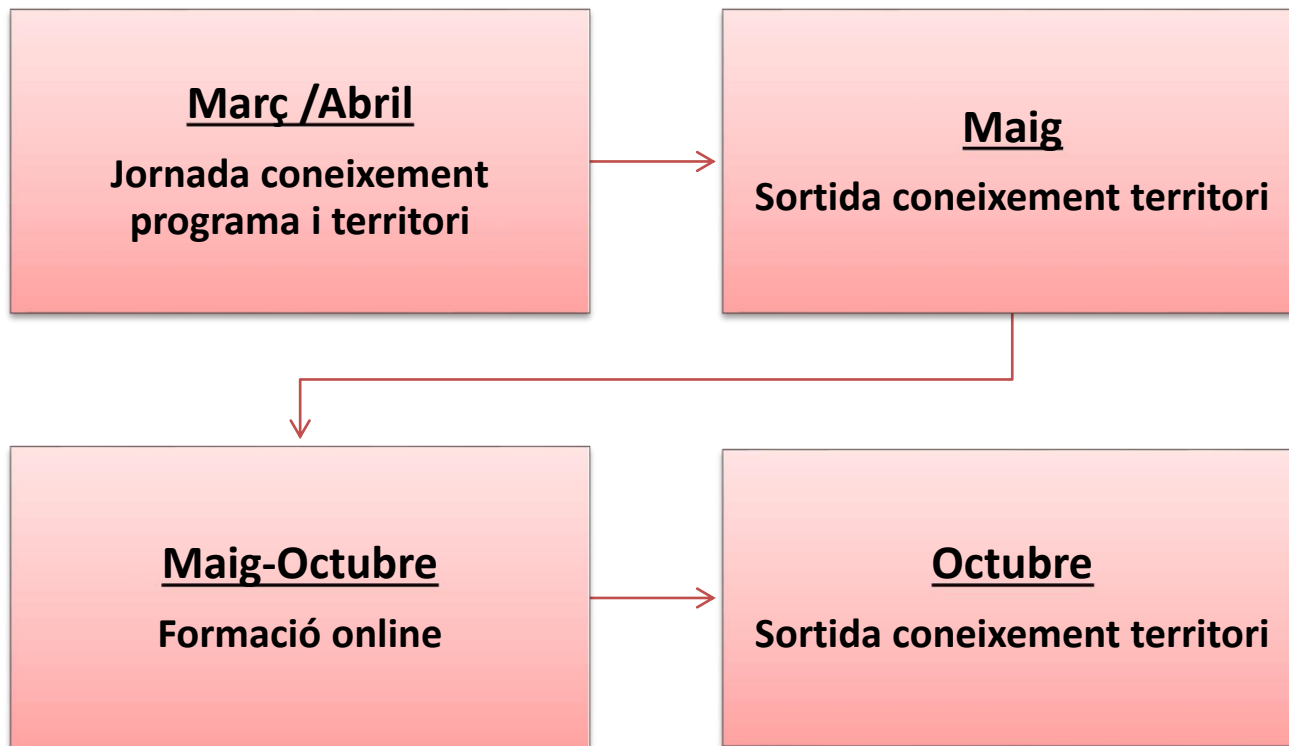 Març /Abril
Jornada coneixement
programa i territori
Maig
Sortida coneixement territori
Maig-Octubre
Formació online
Octubre
Sortida coneixement territori